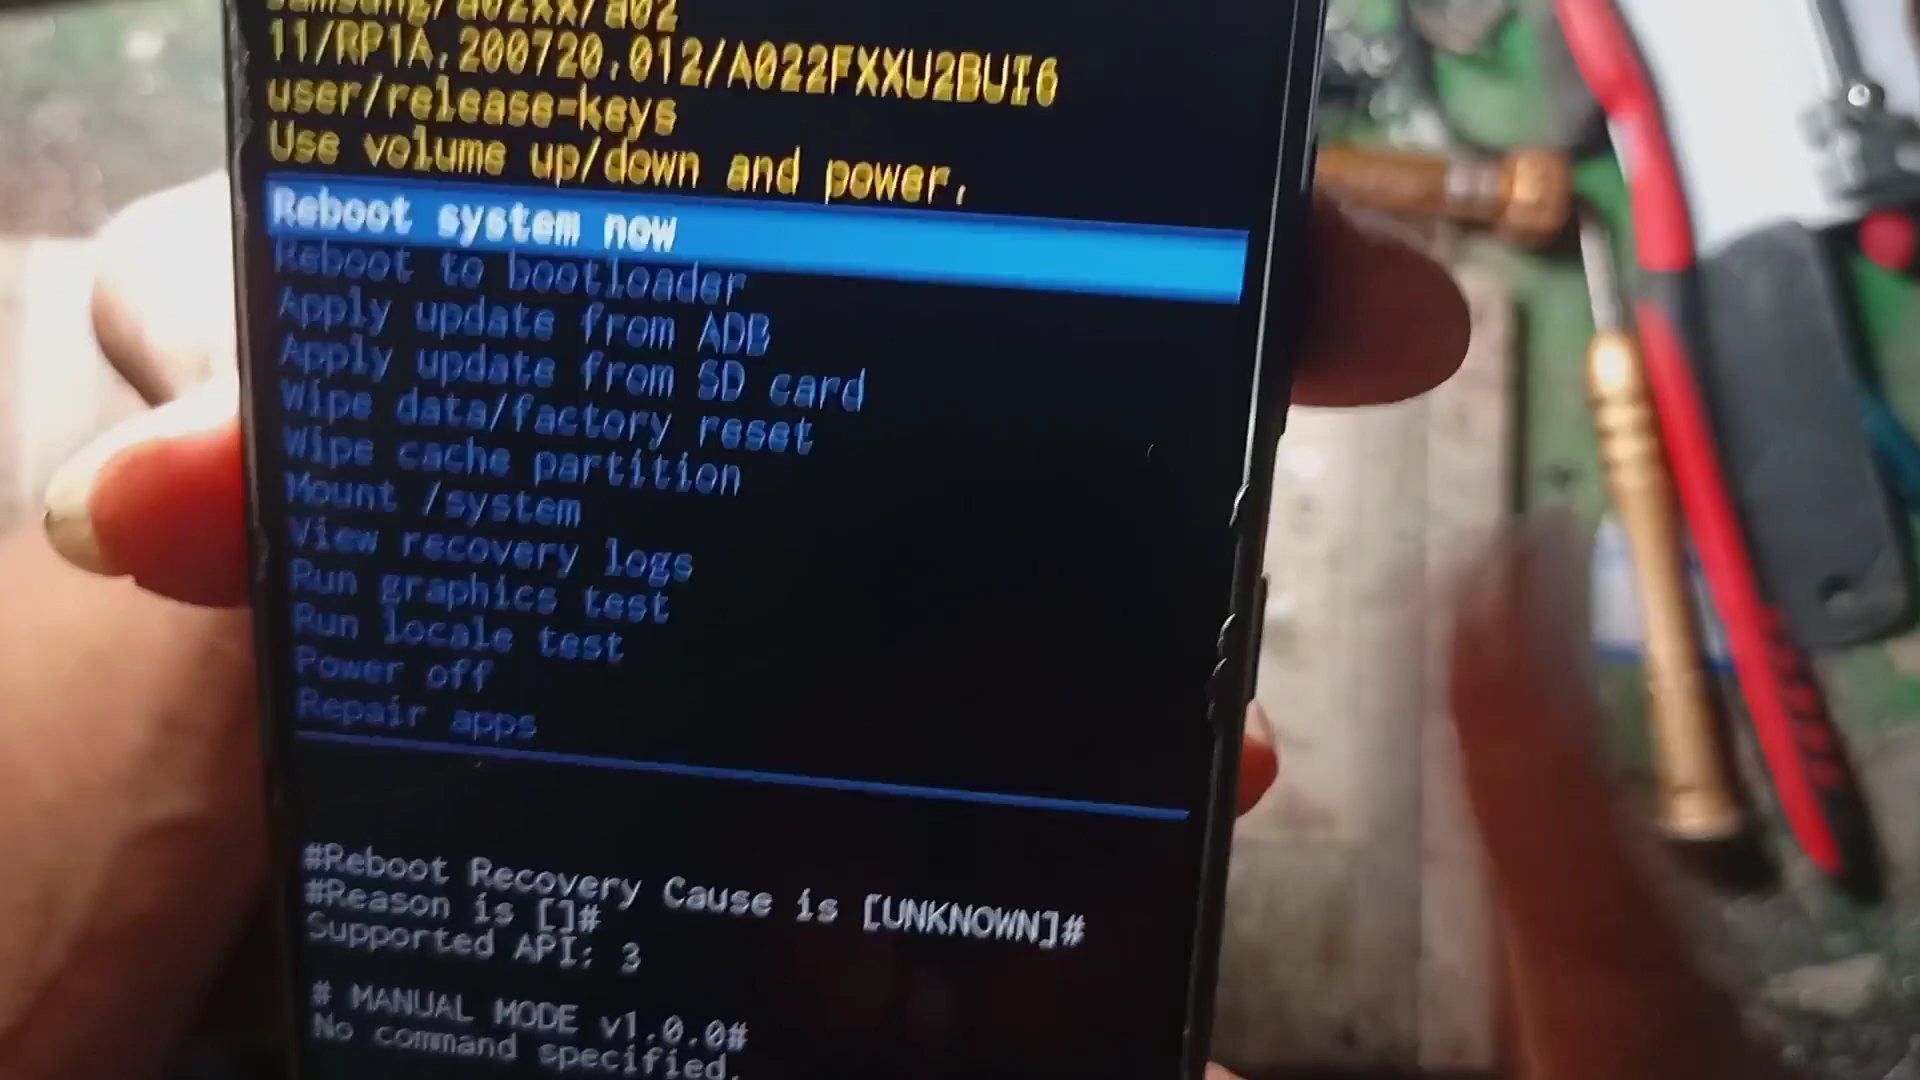 samsung/a02xx/a02
11/RP1A.200720.012/A022FXXU2BUI6
user/release-keys
Use volume up/down and power.
Reboot system now
Reboot to bootloader
Apply update from ADB
Apply update from SD card
Wipe data/factory reset
Wipe cache partition
Mount /system
View recovery logs
Run graphics test
Run locale test
Power off
Repair apps
#Reboot Recovery Cause is [UNKNOWN]#
#Reason is []#
Supported API: 3
# MANUAL MODE v1.0.0#
No command specified.